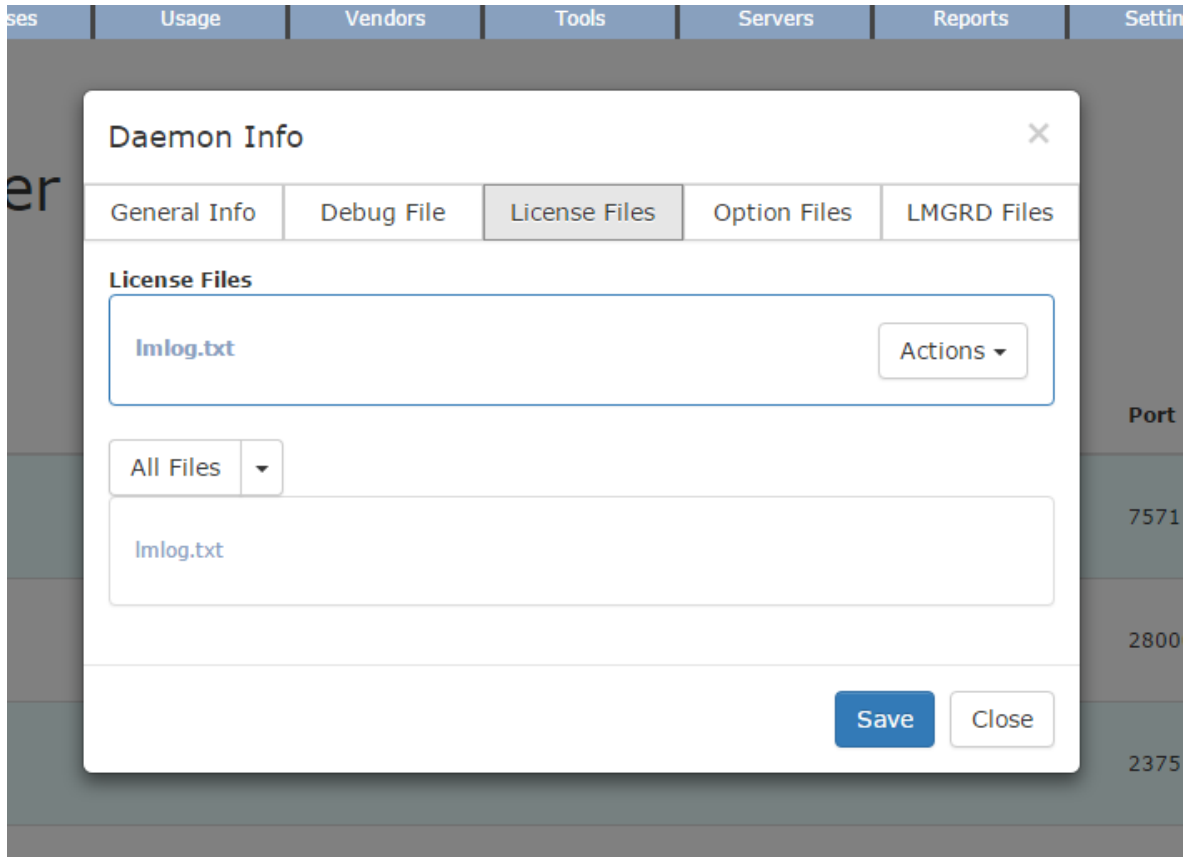 ses Usage Vendors Tools Servers Reports Settin
Daemon Info ×
er
General Info Debug File License Files Option Files LMGRD Files
License Files
lmlog.txt Actions
Port
All Files
7571
lmlog.txt
2800
Save Close
2375